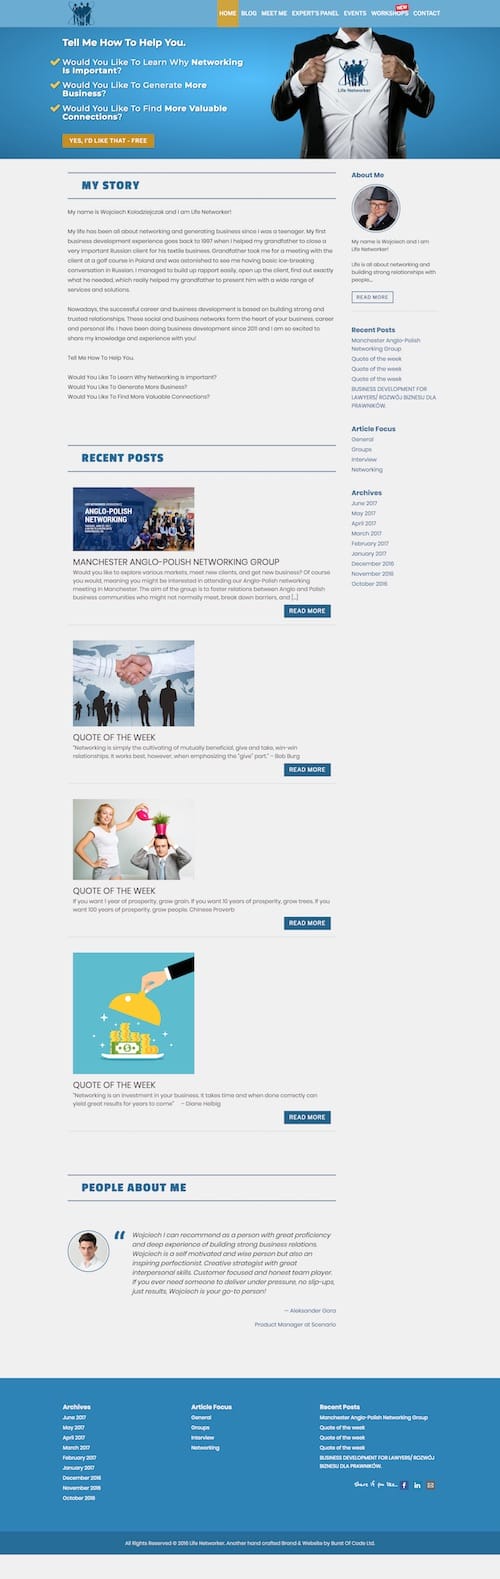 HOME BLOG MEET ME EXPERT'S PANEL EVENTS WORKSHOPS CONTACT
NEW
Tell Me How To Help You.
Would You Like To Learn Why Networking
Is Important?
Would You Like To Generate More
Business?
Would You Like To Find More Valuable
Connections?
YES, I'D LIKE THAT - FREE
Life Networker
MY STORY
My name is Wojciech Kolodziejczak and I am Life Networker!
My life has been all about networking and generating business since I was a teenager. My first
business development experience goes back to 1997 when I helped my grandfather to close a
very important Russian client for his textile business. Grandfather took me for a meeting with the
client at a golf course in Poland and was astonished to see me having basic ice-breaking
conversation in Russian. I managed to build up rapport easily, open up the client, find out exactly
what he needed, which really helped my grandfather to present him with a wide range of
services and solutions.
Nowadays, the successful career and business development is based on building strong and
trusted relationships. These social and business networks form the heart of your business, career
and personal life. I have been doing business development since 2011 and I am so excited to
share my knowledge and experience with you!
Tell Me How To Help You.
Would You Like To Learn Why Networking is Important?
Would You Like To Generate More Business?
Would You Like To Find More Valuable Connections?
About Me
My name is Wojciech and I am
Life Networker!
Life is all about networking and
building strong relationships with
people...
READ MORE
Recent Posts
Manchester Anglo-Polish
Networking Group
Quote of the week
Quote of the week
Quote of the week
BUSINESS DEVELOPMENT FOR
LAWYERS/ ROZWÓJ BIZNESU DLA
PRAWNIKÓW.
Article Focus
General
Groups
Interview
Networking
Archives
June 2017
May 2017
April 2017
March 2017
February 2017
January 2017
December 2016
November 2016
October 2016
RECENT POSTS
ANGLO-POLISH
NETWORKING
MANCHESTER ANGLO-POLISH NETWORKING GROUP
Would you like to explore various markets, meet new clients, and get new business? Of course
you would, meaning you might be interested in attending our Anglo-Polish networking
meeting in Manchester. The aim of the group is to foster relations between Anglo and Polish
business communities who might not normally meet, break down barriers, and [...]
READ MORE
QUOTE OF THE WEEK
"Networking is simply the cultivating of mutually beneficial, give and take, win-win
relationships. It works best, however, when emphasizing the "give" part." – Bob Burg
READ MORE
QUOTE OF THE WEEK
If you want 1 year of prosperity, grow grain. If you want 10 years of prosperity, grow trees. If you
want 100 years of prosperity, grow people. Chinese Proverb
READ MORE
QUOTE OF THE WEEK
"Networking is an investment in your business. It takes time and when done correctly can
yield great results for years to come" – Diane Helbig
READ MORE
PEOPLE ABOUT ME
Wojciech I can recommend as a person with great proficiency
and deep experience of building strong business relations.
Wojciech is a self motivated and wise person but also an
inspiring perfectionist. Creative strategist with great
interpersonal skills. Customer focused and honest team player.
If you ever need someone to deliver under pressure, no slip-ups,
just results, Wojciech is your go-to person!
— Aleksander Gora
Product Manager at Scenario
Archives
June 2017
May 2017
April 2017
March 2017
February 2017
January 2017
December 2016
November 2016
October 2016
Article Focus
General
Groups
Interview
Networking
Recent Posts
Manchester Anglo-Polish Networking Group
Quote of the week
Quote of the week
Quote of the week
BUSINESS DEVELOPMENT FOR LAWYERS/ ROZWÓJ
BIZNESU DLA PRAWNIKÓW.
share if you like...
All Rights Reserved © 2016 Life Networker. Another hand crafted Brand & Website by Burst Of Code Ltd.